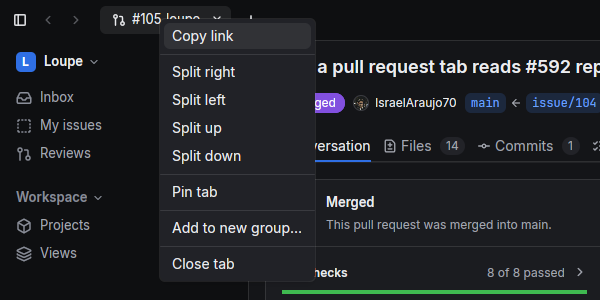 #105 loupe
Copy link
Split right
Split left
Split up
Split down
Pin tab
Add to new group...
Close tab
L Loupe
Inbox
My issues
Reviews
Workspace
Projects
Views
a pull request tab reads #592 rep
ged IsraelAraujo70 main ← issue/104
versation Files 14 Commits 1
Merged
This pull request was merged into main.
hecks 8 of 8 passed